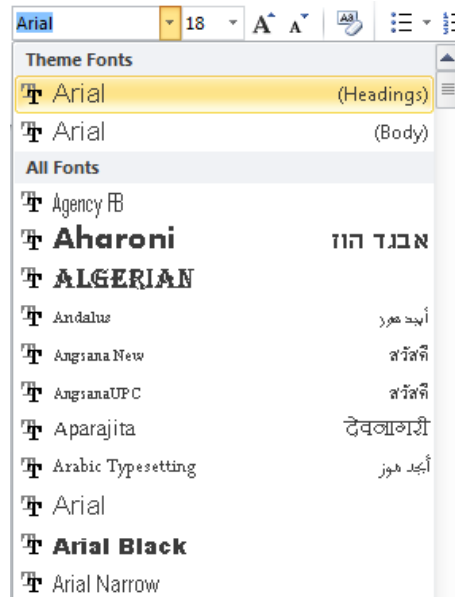 Arial 18
Theme Fonts
Arial (Headings)
Arial (Body)
All Fonts
Agency FB
Aharoni אבגד הוז
ALGERIAN
Andalus أبجد هوز
Angsana New สวัสดี
AngsanaUPC สวัสดี
Aparajita देवनागरी
Arabic Typesetting أبجد هوز
Arial
Arial Black
Arial Narrow